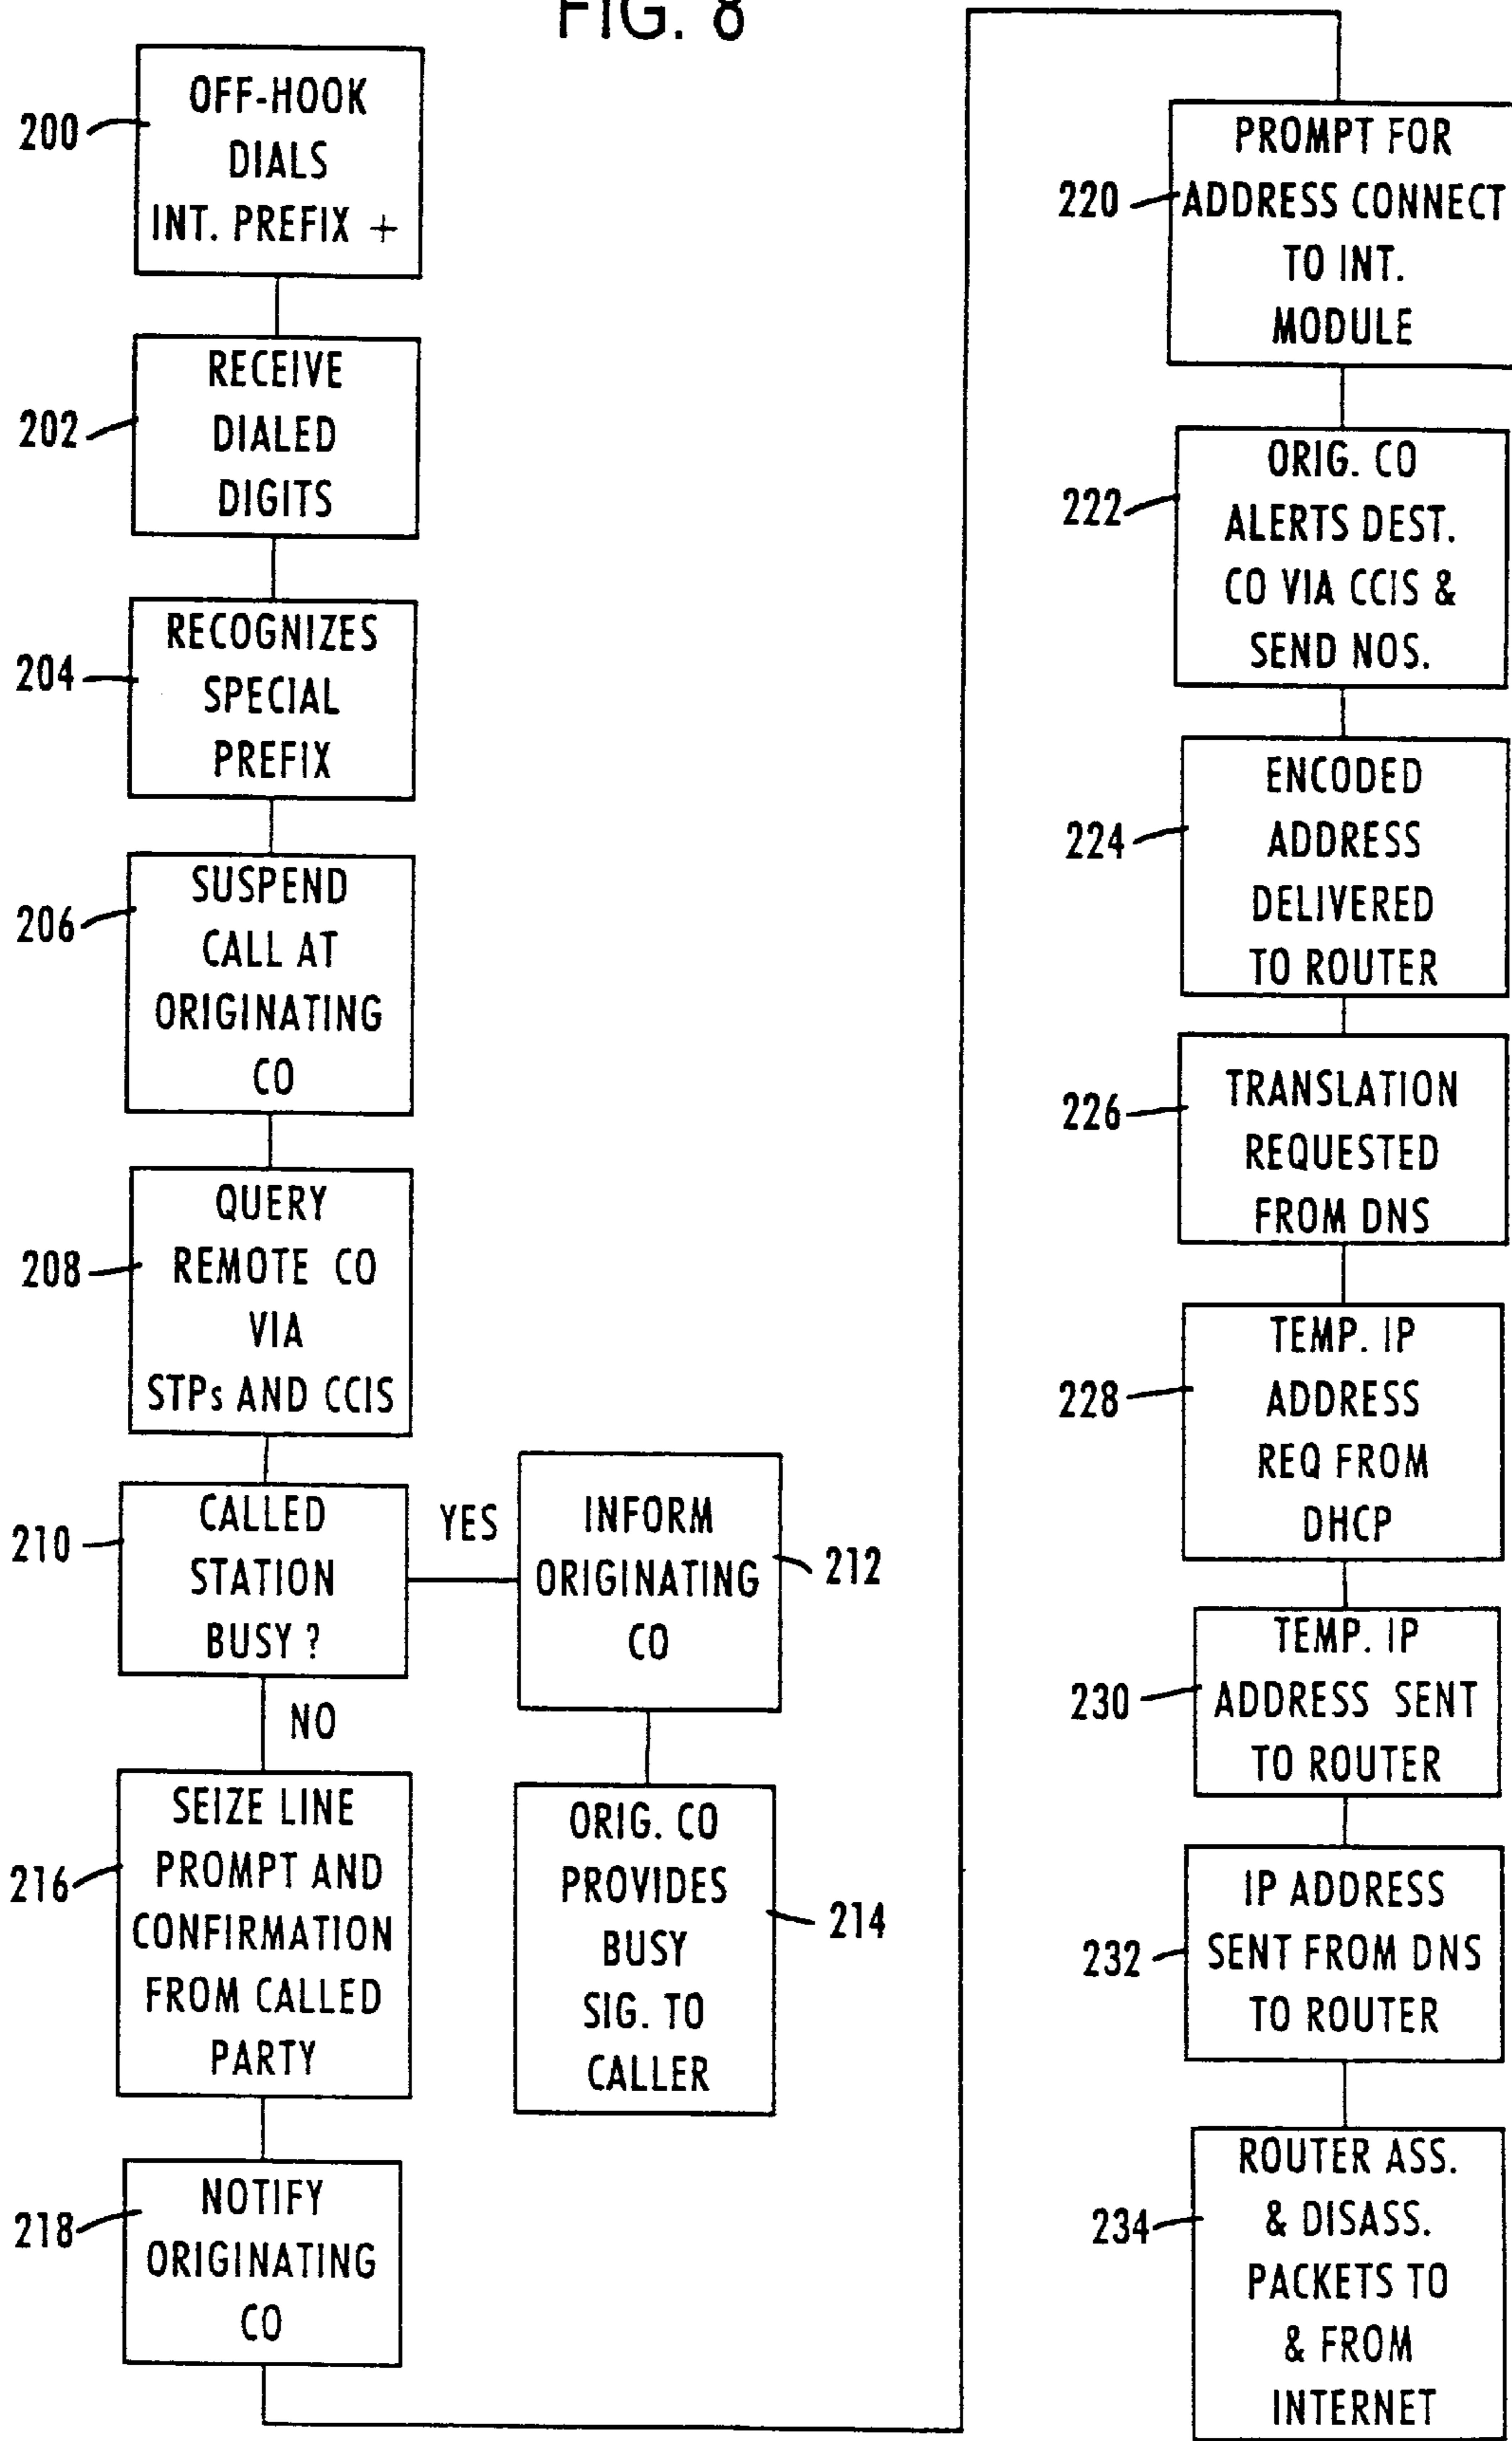 FIG. 8
200
OFF-HOOK
DIALS
INT. PREFIX +
202
RECEIVE
DIALED
DIGITS
204
RECOGNIZES
SPECIAL
PREFIX
206
SUSPEND
CALL AT
ORIGINATING
CO
208
QUERY
REMOTE CO
VIA
STPs AND CCIS
210
CALLED
STATION
BUSY ?
YES
NO
212
INFORM
ORIGINATING
CO
214
ORIG. CO
PROVIDES
BUSY
SIG. TO
CALLER
216
SEIZE LINE
PROMPT AND
CONFIRMATION
FROM CALLED
PARTY
218
NOTIFY
ORIGINATING
CO
220
PROMPT FOR
ADDRESS CONNECT
TO INT.
MODULE
222
ORIG. CO
ALERTS DEST.
CO VIA CCIS &
SEND NOS.
224
ENCODED
ADDRESS
DELIVERED
TO ROUTER
226
TRANSLATION
REQUESTED
FROM DNS
228
TEMP. IP
ADDRESS
REQ FROM
DHCP
230
TEMP. IP
ADDRESS SENT
TO ROUTER
232
IP ADDRESS
SENT FROM DNS
TO ROUTER
234
ROUTER ASS.
& DISASS.
PACKETS TO
& FROM
INTERNET